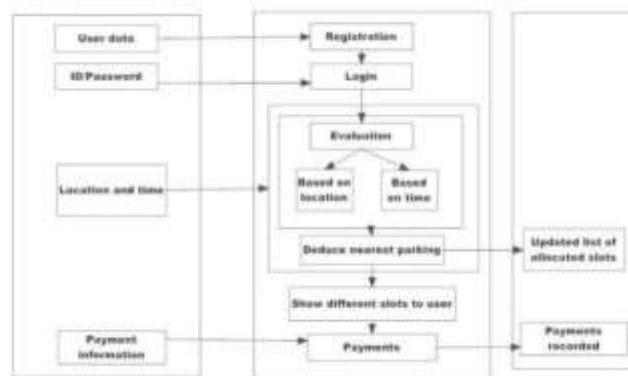 User data
Registration
ID/Password
Login
Evaluation
Location and time
Based on
location
Based
on time
Deduce nearest parking
Updated list of
allocated slots
Show different slots to user
Payment
information
Payments
Payments
recorded